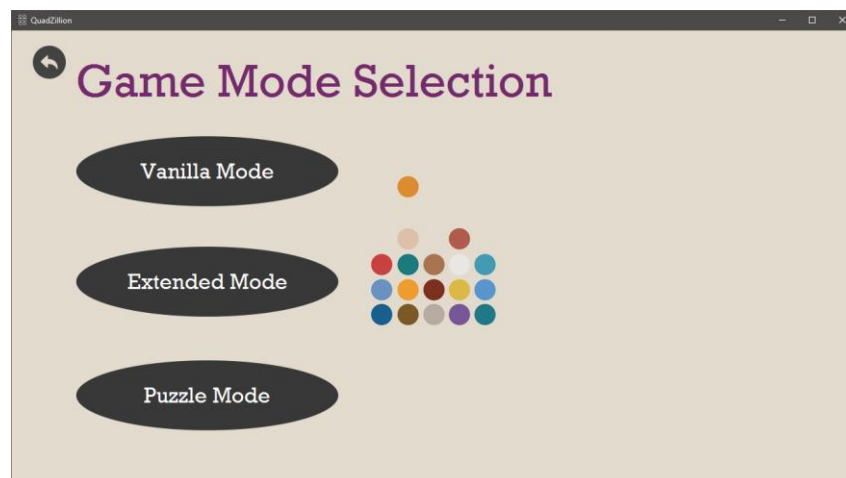 QuadZillion
Game Mode Selection
Vanilla Mode
Extended Mode
Puzzle Mode